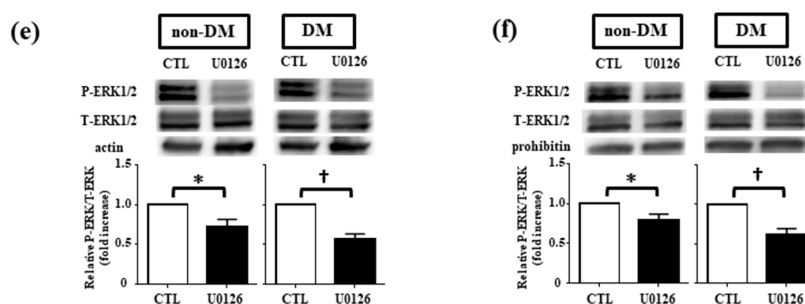 (e)
non-DM DM
CTL U0126 CTL U0126
P-ERK1/2
T-ERK1/2
actin
Relative P-ERK/T-ERK
(fold increase)
1.5
1.0
0.5
0
* †
CTL U0126 CTL U0126
(f)
non-DM DM
CTL U0126 CTL U0126
P-ERK1/2
T-ERK1/2
prohibitin
Relative P-ERK/T-ERK
(fold increase)
1.5
1.0
0.5
0
* †
CTL U0126 CTL U0126